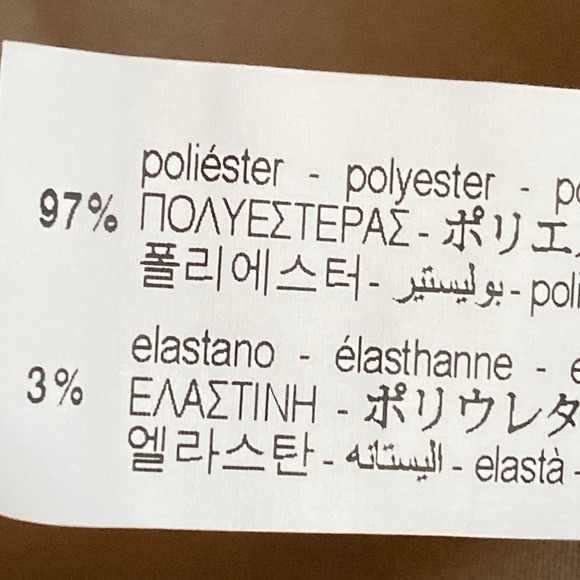 poliéster - polyester - po
97% ΠΟΛΥΕΣΤΕΡΑΣ - ポリエ
폴리에스터 - بوليستير - poli
elastano - élasthanne - e
3% ΕΛΑΣΤΙΝΗ - ポリウレタ
엘라스탄 - اليستانه - elastà -